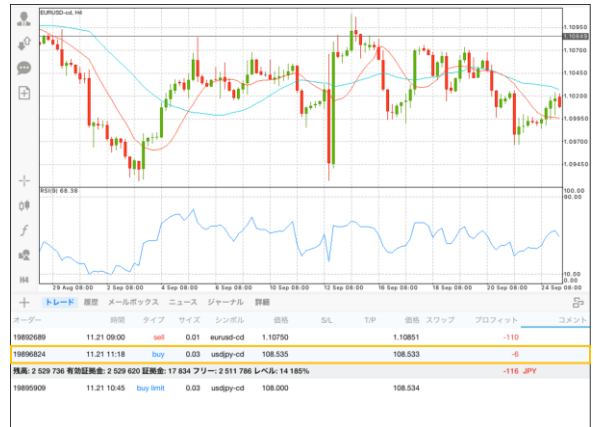 EURUSD-cd, H4
1.10950
1.10849
1.10700
1.10450
1.10200
1.09950
1.09700
1.09450
RSI(9) 68.38
100.00
90.00
10.00
0.00
f
H4
29 Aug 08:00 2 Sep 08:00 4 Sep 08:00 6 Sep 08:00 10 Sep 08:00 12 Sep 08:00 16 Sep 08:00 18 Sep 08:00 20 Sep 08:00 24 Sep 08:00
トレード 履歴 メールボックス ニュース ジャーナル 詳細
オーダー 時間 タイプ サイズ シンボル 価格 S/L T/P 価格 スワップ プロフィット コメント
19892689 11.21 09:00 sell 0.01 eurusd-cd 1.10750 1.10851 -110
19896824 11.21 11:18 buy 0.03 usdjpy-cd 108.535 108.533 -6
残高: 2 529 736 有効証拠金: 2 529 620 証拠金: 17 834 フリー: 2 511 786 レベル: 14 185% -116 JPY
19895909 11.21 10:45 buy limit 0.03 usdjpy-cd 108.000 108.534